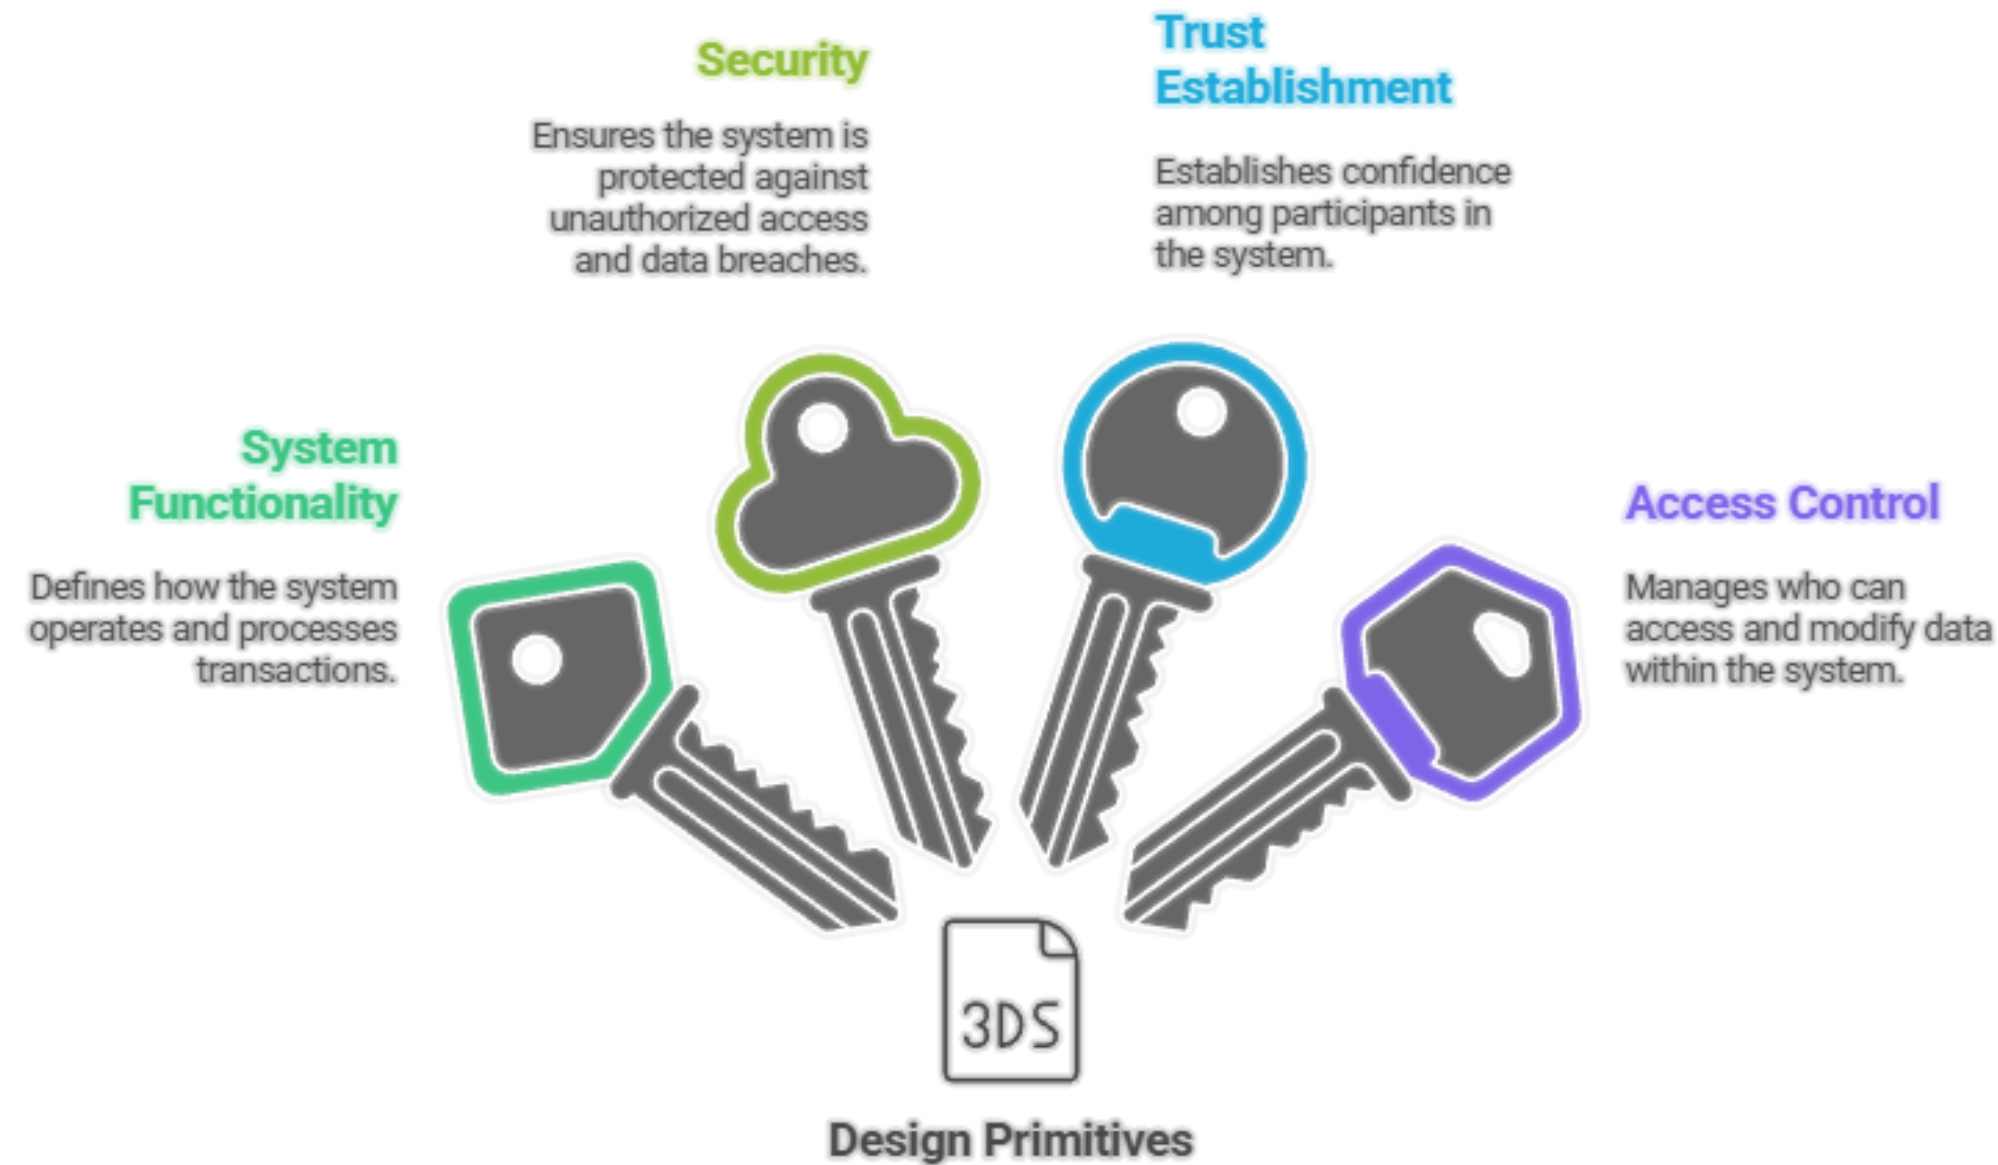 Security
Ensures the system is
protected against
unauthorized access
and data breaches.
Trust
Establishment
Establishes confidence
among participants in
the system.
System
Functionality
Defines how the system
operates and processes
transactions.
Access Control
Manages who can
access and modify data
within the system.
3DS
Design Primitives